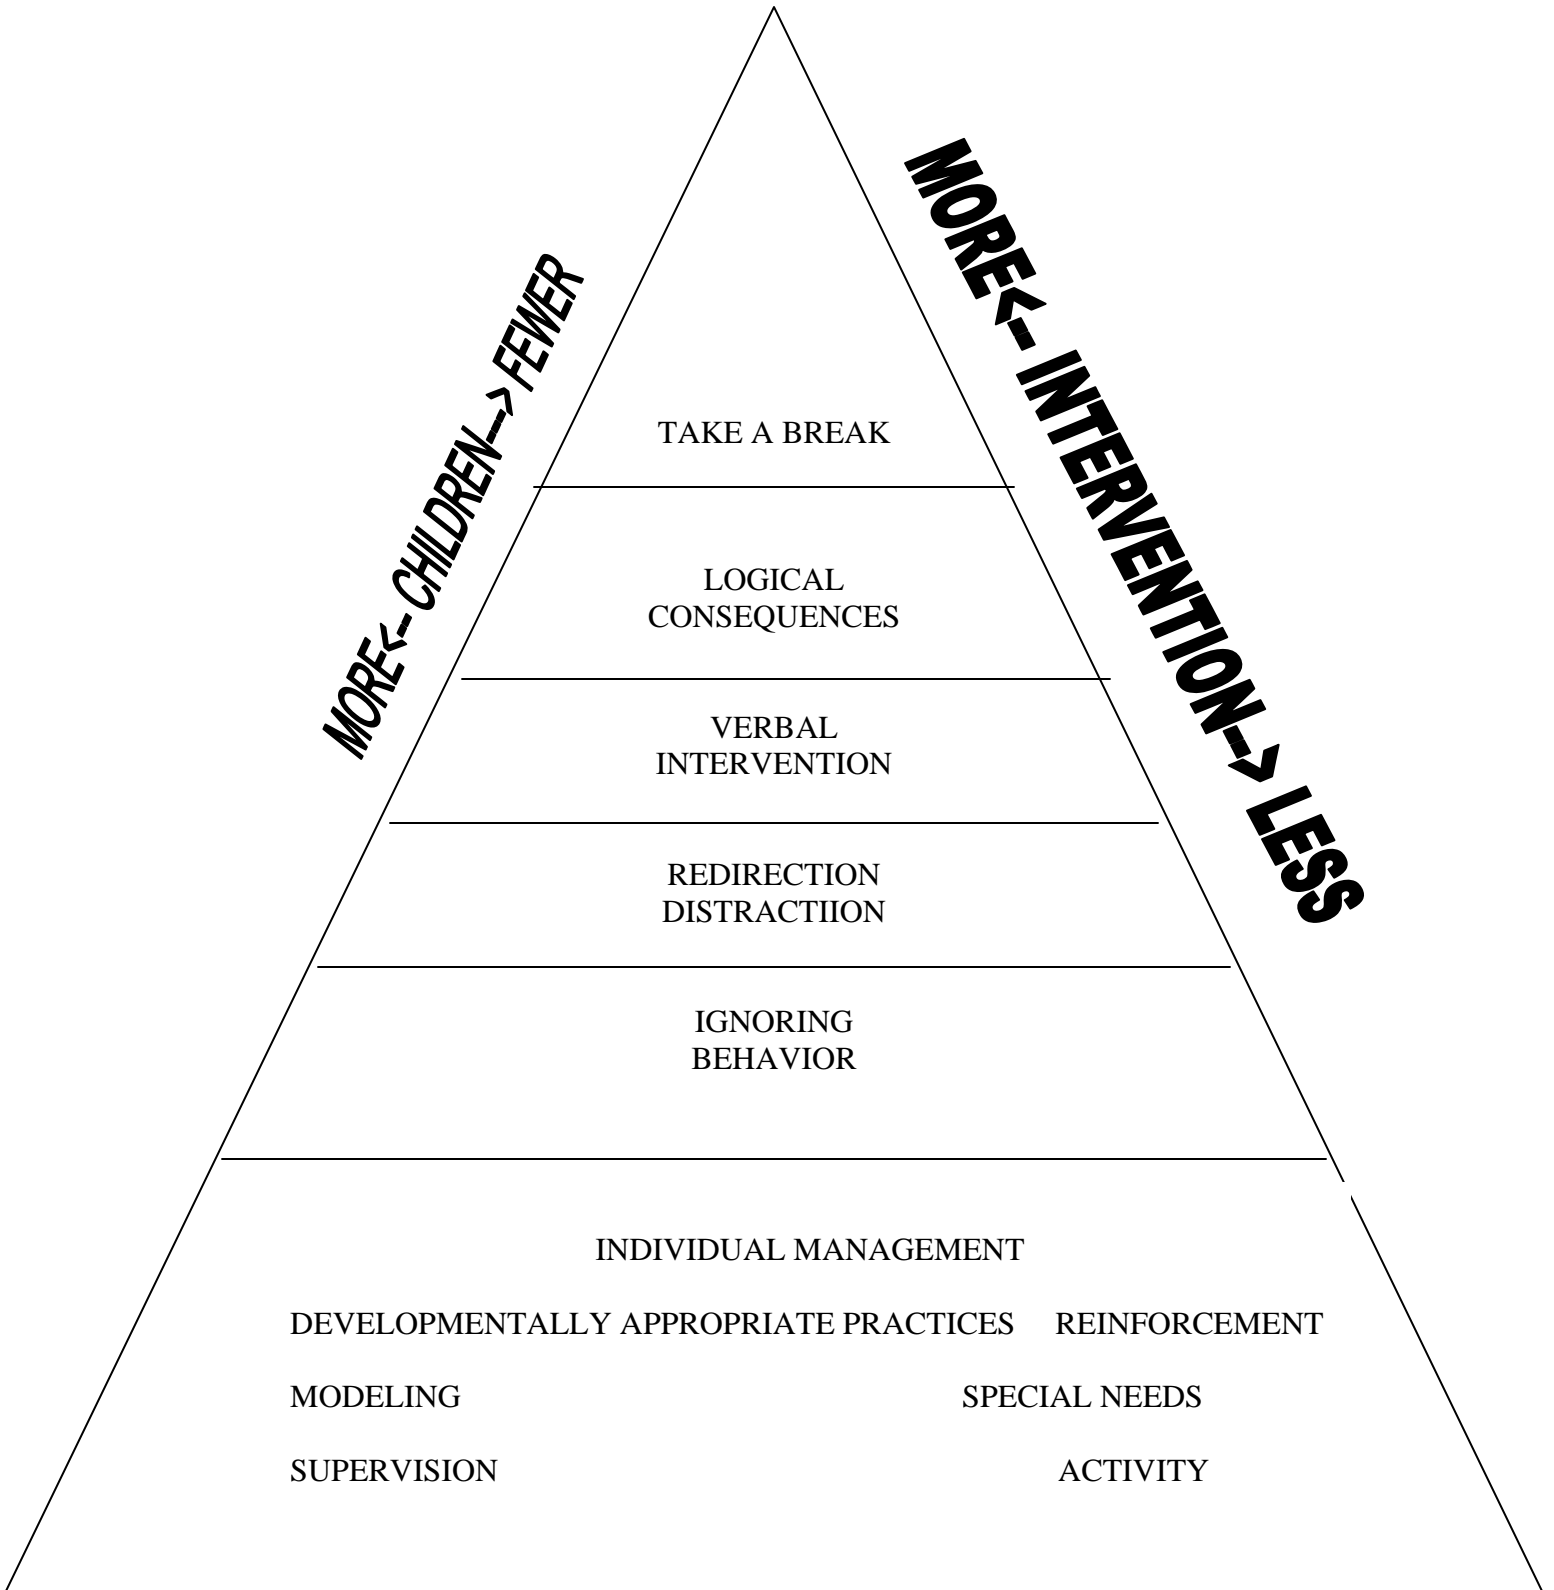 MORE<-- CHILDREN---> FEWER
MORE<-- INTERVENTION--> LESS
TAKE A BREAK
LOGICAL
CONSEQUENCES
VERBAL
INTERVENTION
REDIRECTION
DISTRACTIION
IGNORING
BEHAVIOR
INDIVIDUAL MANAGEMENT
DEVELOPMENTALLY APPROPRIATE PRACTICES REINFORCEMENT
MODELING SPECIAL NEEDS
SUPERVISION ACTIVITY